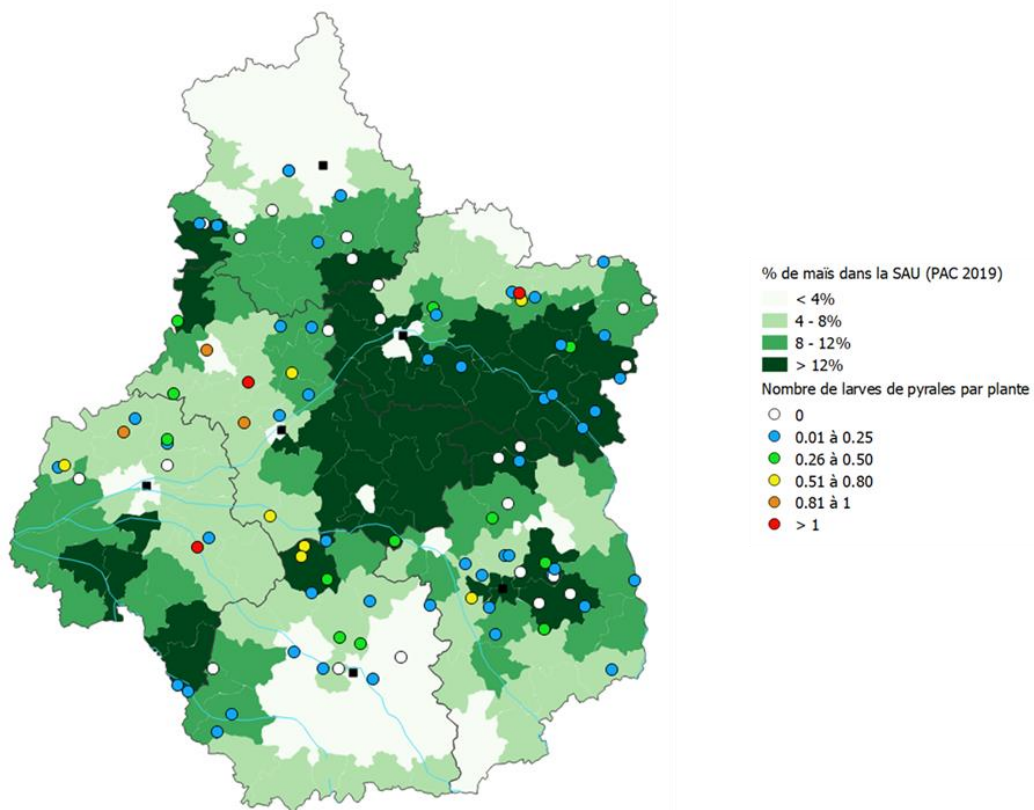 % de maïs dans la SAU (PAC 2019)
< 4%
4 - 8%
8 - 12%
> 12%
Nombre de larves de pyrales par plante
0
0.01 à 0.25
0.26 à 0.50
0.51 à 0.80
0.81 à 1
> 1